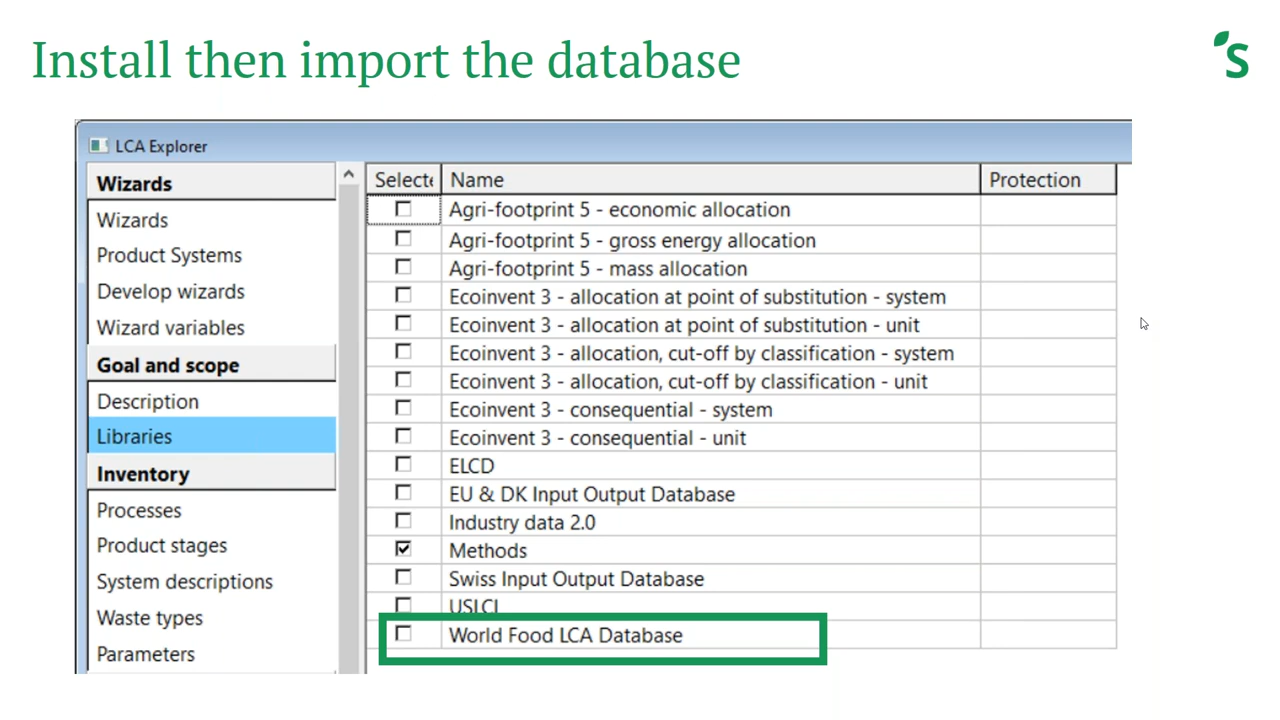 Install then import the database
S
LCA Explorer
Wizards
Wizards
Product Systems
Develop wizards
Wizard variables
Goal and scope
Description
Libraries
Inventory
Processes
Product stages
System descriptions
Waste types
Parameters
Selecte Name Protection
Agri-footprint 5 - economic allocation
Agri-footprint 5 - gross energy allocation
Agri-footprint 5 - mass allocation
Ecoinvent 3 - allocation at point of substitution - system
Ecoinvent 3 - allocation at point of substitution - unit
Ecoinvent 3 - allocation, cut-off by classification - system
Ecoinvent 3 - allocation, cut-off by classification - unit
Ecoinvent 3 - consequential - system
Ecoinvent 3 - consequential - unit
ELCD
EU & DK Input Output Database
Industry data 2.0
Methods
Swiss Input Output Database
USLCI
World Food LCA Database